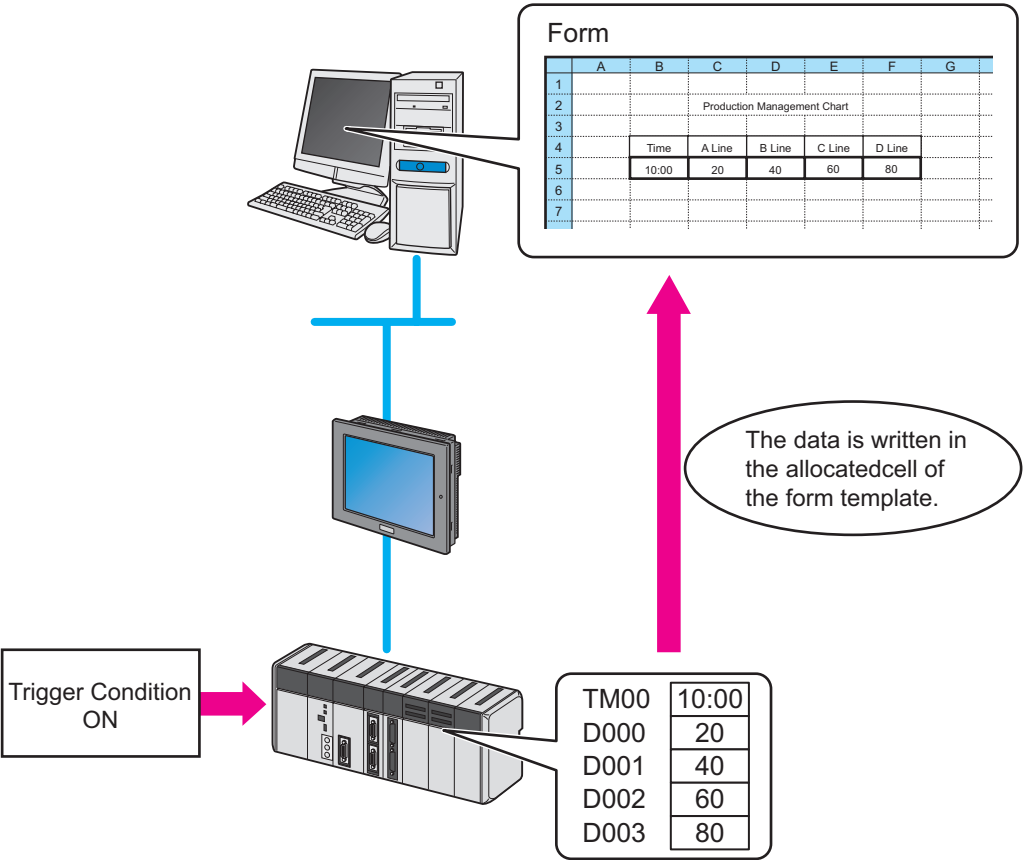 Form
A B C D E F G
1
2 Production Management Chart
3
4 Time A Line B Line C Line D Line
5 10:00 20 40 60 80
6
7
The data is written in
the allocatedcell of
the form template.
Trigger Condition
ON
TM00 10:00
D000 20
D001 40
D002 60
D003 80